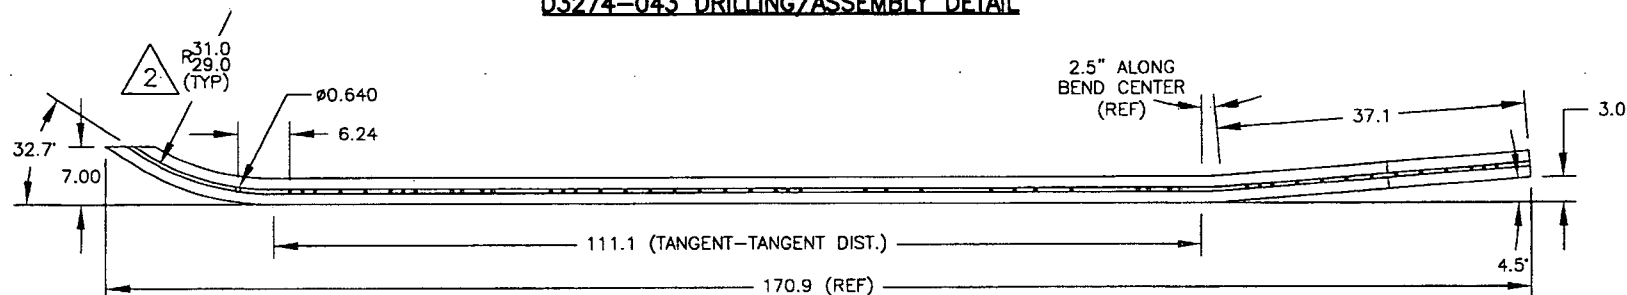 D3274-043 DRILLING/ASSEMBLY DETAIL
2
R31.0
29.0
(TYP)
ø0.640
6.24
32.7°
7.00
2.5" ALONG
BEND CENTER
(REF)
37.1
3.0
111.1 (TANGENT-TANGENT DIST.)
4.5°
170.9 (REF)